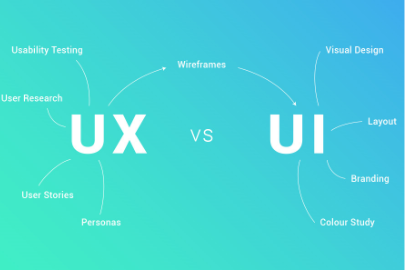 Usability Testing
Visual Design
Wireframes
User Research
UX
vs
UI
Layout
Branding
User Stories
Personas
Colour Study